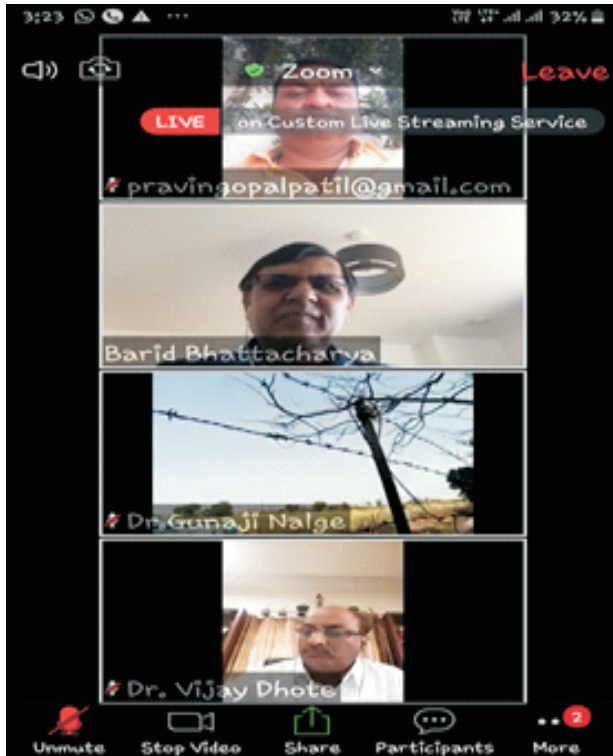 3:23 ... 32%
Zoom Leave
LIVE on Custom Live Streaming Service
pravingopalpatil@gmail.com
Barid Bhattacharya
Dr.Gunaji Nalge
Dr. Vijay Dhote
Unmute Stop Video Share Participants More 2